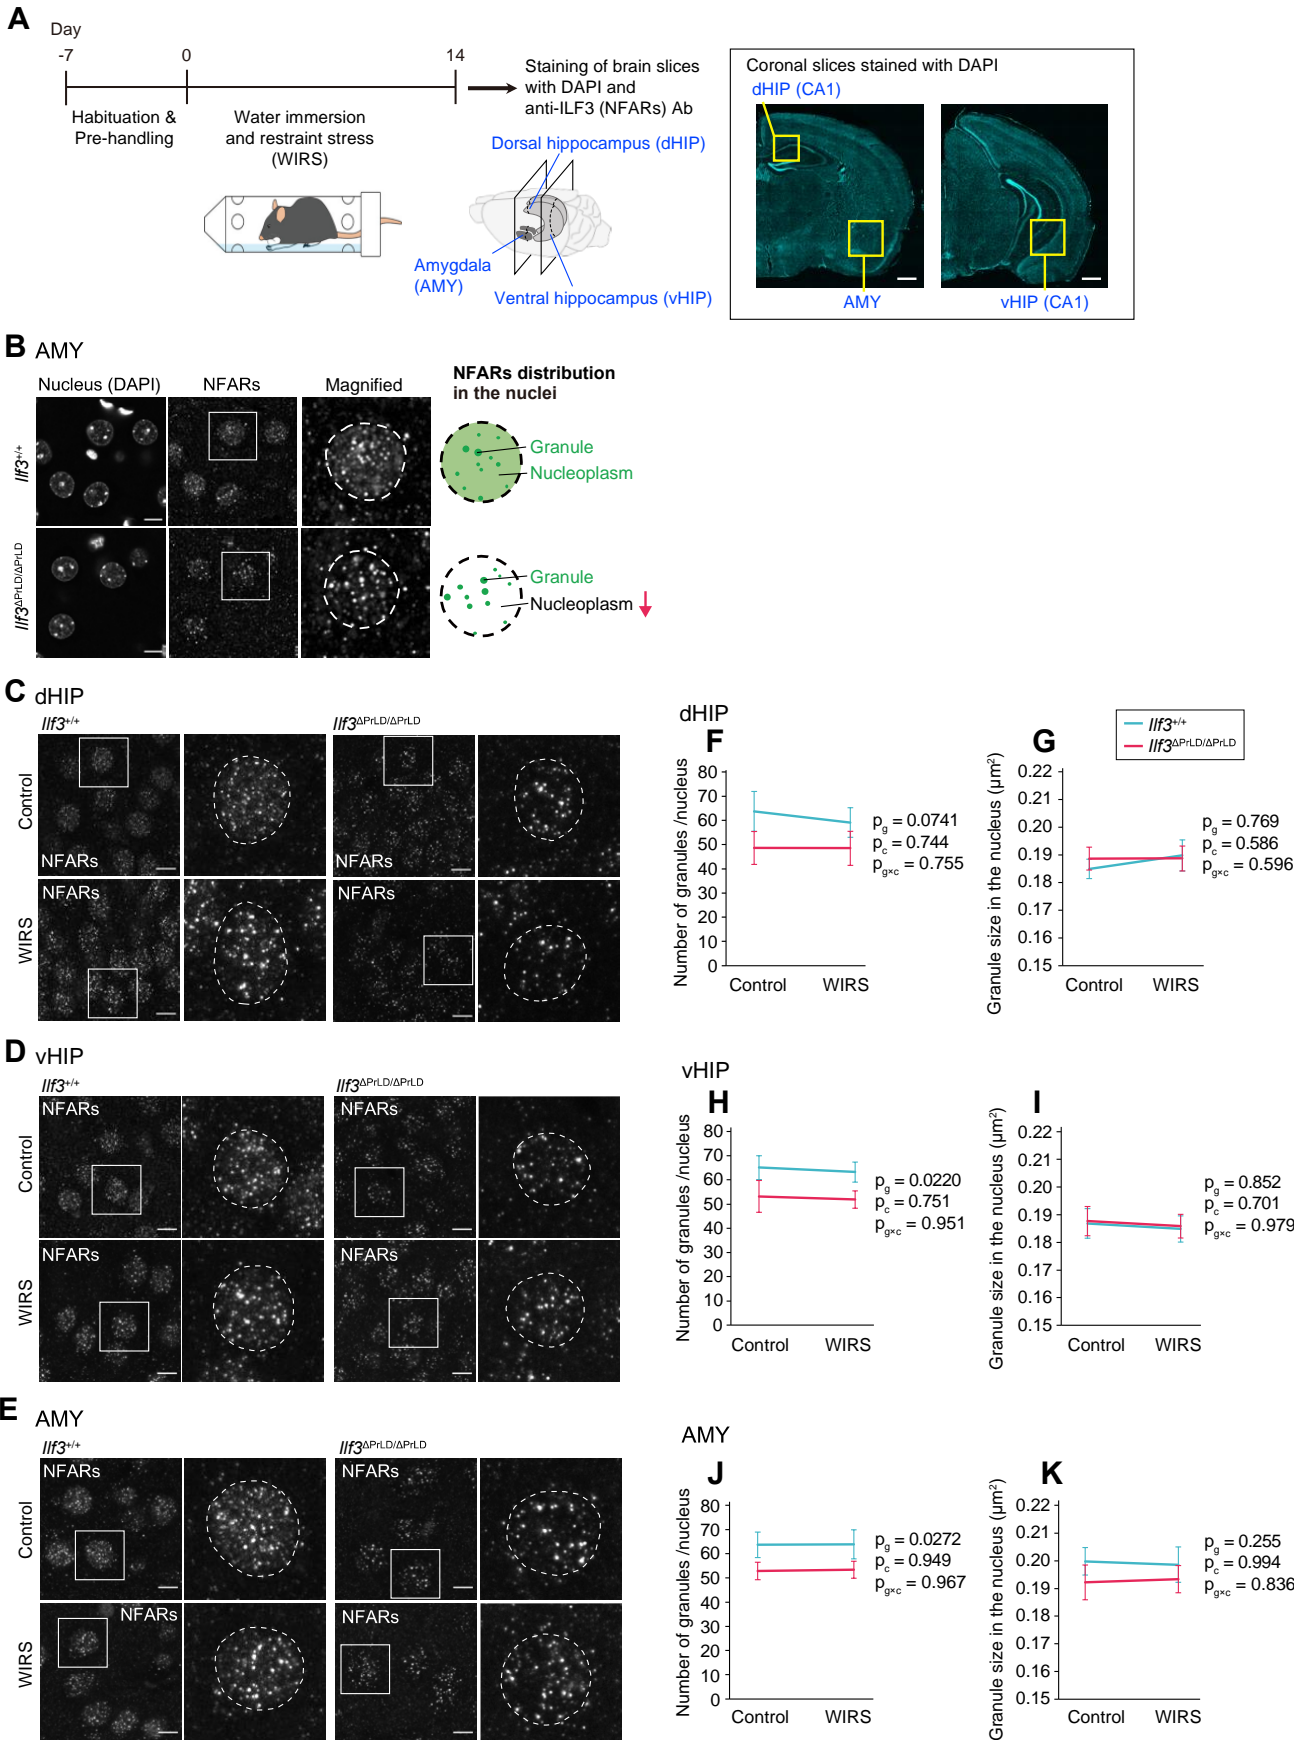 A
Day
-7
0
14
Habituation &
Pre-handling
Water immersion
and restraint stress
(WIRS)
Staining of brain slices
with DAPI and
anti-ILF3 (NFARs) Ab
Dorsal hippocampus (dHIP)
Amygdala
(AMY)
Ventral hippocampus (vHIP)
Coronal slices stained with DAPI
dHIP (CA1)
AMY
vHIP (CA1)
B AMY
Nucleus (DAPI)
NFARs
Magnified
Ilf3+/+
Ilf3ΔPrLD/ΔPrLD
NFARs distribution
in the nuclei
Granule
Nucleoplasm
Granule
Nucleoplasm
C dHIP
Ilf3+/+
Ilf3ΔPrLD/ΔPrLD
Control
NFARs
NFARs
WIRS
NFARs
NFARs
dHIP
F
Number of granules /nucleus
80
70
60
50
40
30
20
10
0
Control
WIRS
pg = 0.0741
pc = 0.744
pg×c = 0.755
G
Ilf3+/+
Ilf3ΔPrLD/ΔPrLD
Granule size in the nucleus (µm²)
0.22
0.21
0.20
0.19
0.18
0.17
0.16
0.15
Control
WIRS
pg = 0.769
pc = 0.586
pg×c = 0.596
D vHIP
Ilf3+/+
Ilf3ΔPrLD/ΔPrLD
Control
NFARs
NFARs
WIRS
NFARs
NFARs
vHIP
H
Number of granules /nucleus
80
70
60
50
40
30
20
10
0
Control
WIRS
pg = 0.0220
pc = 0.751
pg×c = 0.951
I
Granule size in the nucleus (µm²)
0.22
0.21
0.20
0.19
0.18
0.17
0.16
0.15
Control
WIRS
pg = 0.852
pc = 0.701
pg×c = 0.979
E AMY
Ilf3+/+
Ilf3ΔPrLD/ΔPrLD
Control
NFARs
NFARs
WIRS
NFARs
NFARs
AMY
J
Number of granules /nucleus
80
70
60
50
40
30
20
10
0
Control
WIRS
pg = 0.0272
pc = 0.949
pg×c = 0.967
K
Granule size in the nucleus (µm²)
0.22
0.21
0.20
0.19
0.18
0.17
0.16
0.15
Control
WIRS
pg = 0.255
pc = 0.994
pg×c = 0.836